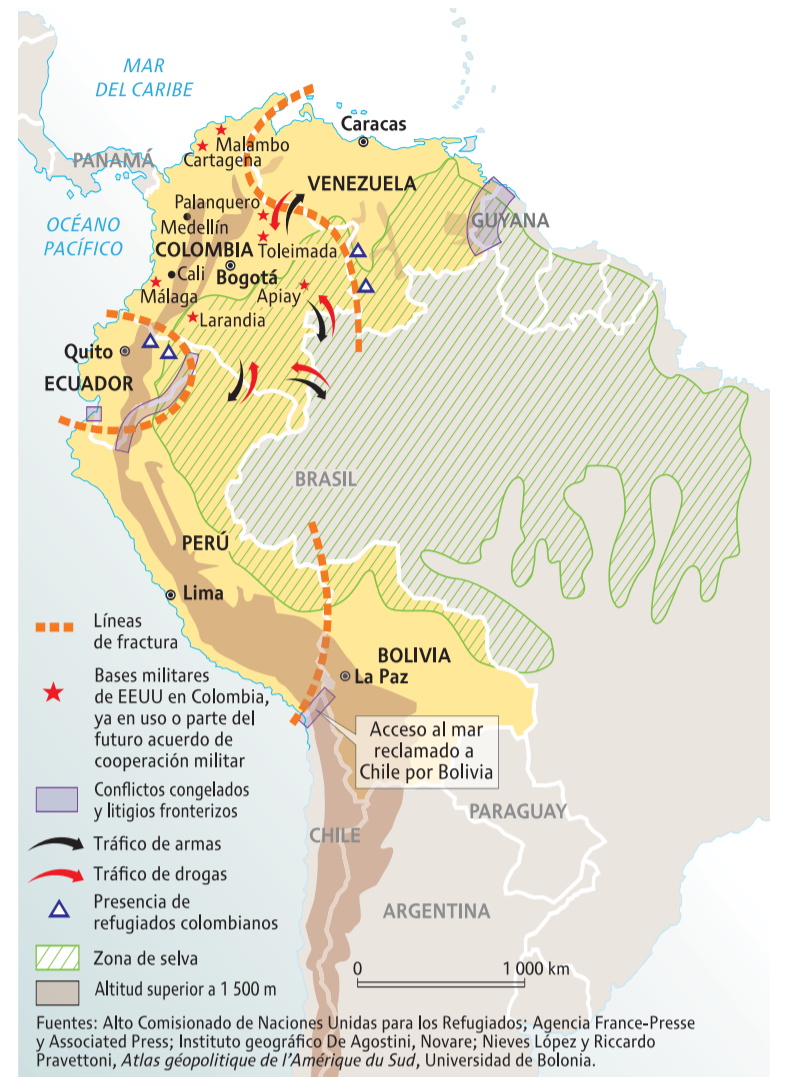 MAR
DEL CARIBE
Caracas
Malambo
Cartagena
PANAMÁ
VENEZUELA
Palanquero
GUYANA
OCÉANO
PACÍFICO
Medellín
COLOMBIA
Toleimada
Bogotá
Cali
Málaga
Apiay
Larandia
Quito
ECUADOR
BRASIL
PERÚ
Lima
BOLIVIA
La Paz
Acceso al mar
reclamado a
Chile por Bolivia
PARAGUAY
CHILE
ARGENTINA
Líneas
de fractura
Bases militares
de EEUU en Colombia,
ya en uso o parte del
futuro acuerdo de
cooperación militar
Conflictos congelados
y litigios fronterizos
Tráfico de armas
Tráfico de drogas
Presencia de
refugiados colombianos
Zona de selva
Altitud superior a 1 500 m
0 1 000 km
Fuentes: Alto Comisionado de Naciones Unidas para los Refugiados; Agencia France-Presse
y Associated Press; Instituto geográfico De Agostini, Novare; Nieves López y Riccardo
Pravettoni, Atlas géopolitique de l'Amérique du Sud, Universidad de Bolonia.